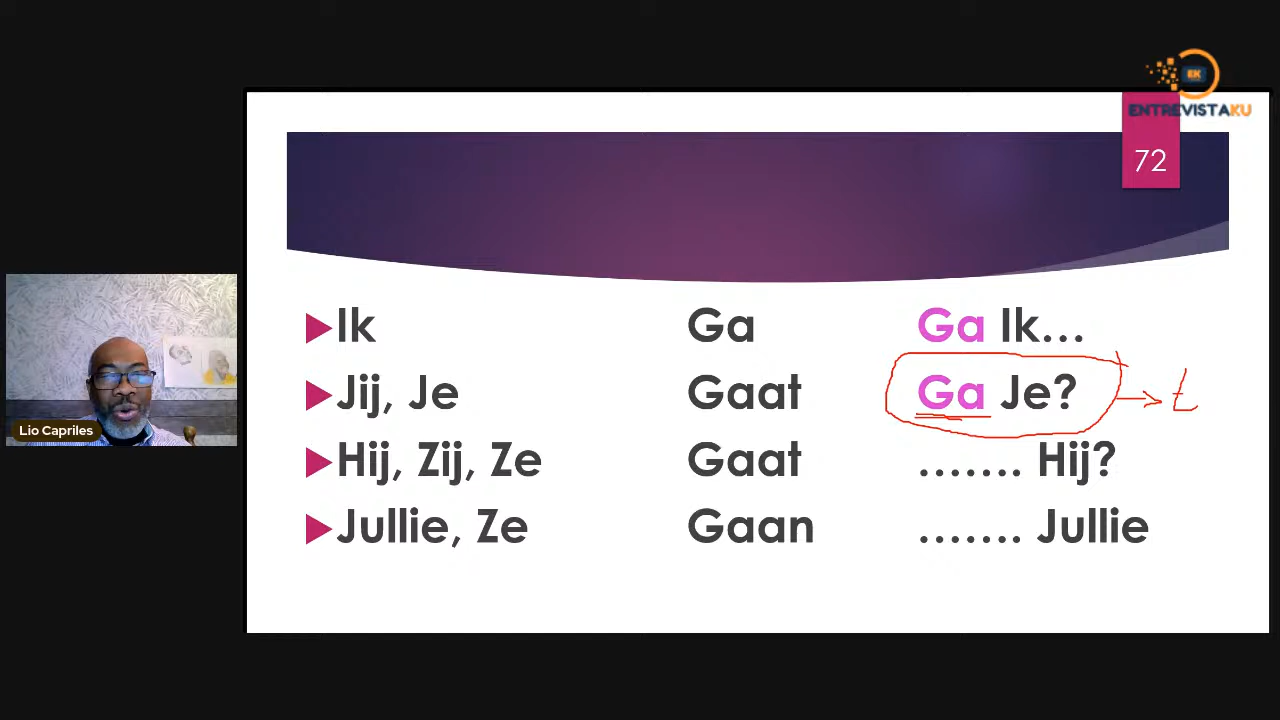 EK
ENTREVISTAKU
72
Ik Ga Ga Ik...
Jij, Je Gaat Ga Je? t
Hij, Zij, Ze Gaat ....... Hij?
Jullie, Ze Gaan ....... Jullie
Lio Capriles